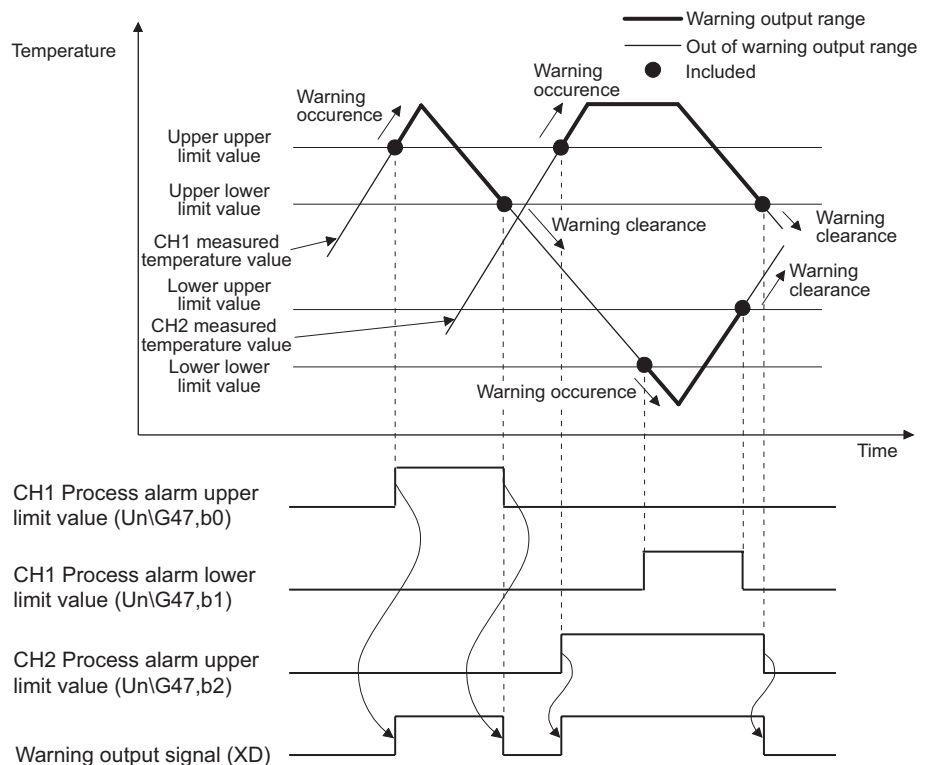 Warning output range
Out of warning output range
Included
Temperature
Warning
occurence
Warning
occurence
Upper upper
limit value
Upper lower
limit value
CH1 measured
temperature value
Warning clearance
Warning
clearance
Lower upper
limit value
Warning
clearance
CH2 measured
temperature value
Lower lower
limit value
Warning occurence
Time
CH1 Process alarm upper
limit value (Un\G47,b0)
CH1 Process alarm lower
limit value (Un\G47,b1)
CH2 Process alarm upper
limit value (Un\G47,b2)
Warning output signal (XD)